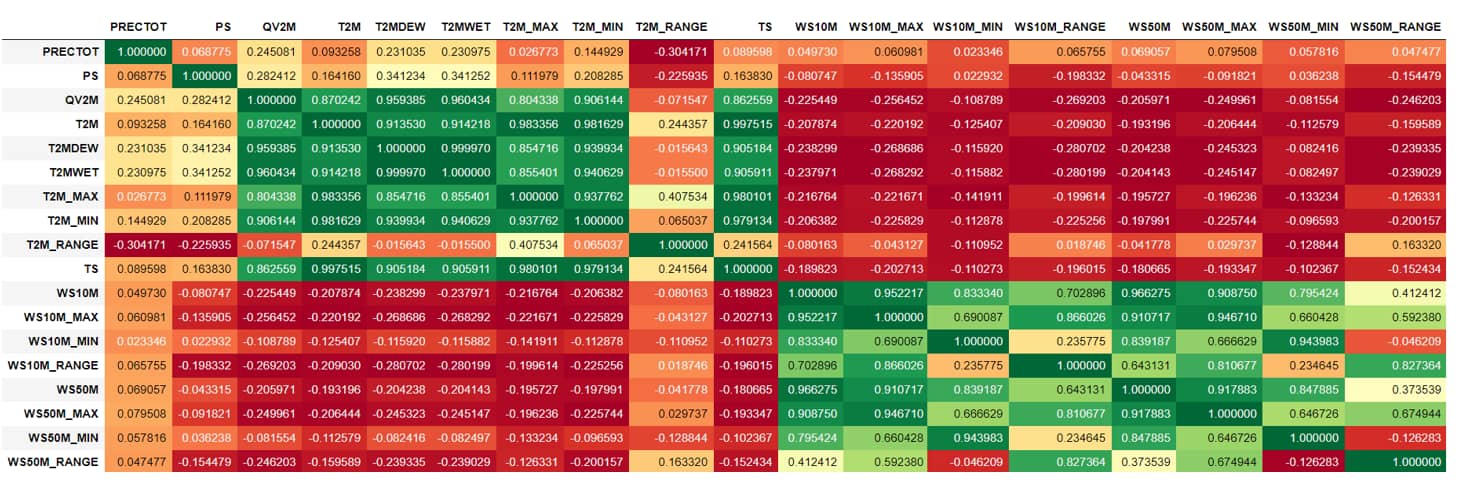 PRECTOT PS QV2M T2M T2MDEW T2MWET T2M_MAX T2M_MIN T2M_RANGE TS WS10M WS10M_MAX WS10M_MIN WS10M_RANGE WS50M WS50M_MAX WS50M_MIN WS50M_RANGE
PRECTOT 1.000000 0.068775 0.245081 0.093258 0.231035 0.230975 0.026773 0.144929 -0.304171 0.089598 0.049730 0.060981 0.023346 0.065755 0.069057 0.079508 0.057816 0.047477
PS 0.068775 1.000000 0.282412 0.164160 0.341234 0.341252 0.111979 0.208285 -0.225935 0.163830 -0.080747 -0.135905 0.022932 -0.198332 -0.043315 -0.091821 0.036238 -0.154479
QV2M 0.245081 0.282412 1.000000 0.870242 0.959385 0.960434 0.804338 0.906144 -0.071547 0.862559 -0.225449 -0.256452 -0.108789 -0.269203 -0.205971 -0.249961 -0.081554 -0.246203
T2M 0.093258 0.164160 0.870242 1.000000 0.913530 0.914218 0.983356 0.981629 0.244357 0.997515 -0.207874 -0.220192 -0.125407 -0.209030 -0.193196 -0.206444 -0.112579 -0.159589
T2MDEW 0.231035 0.341234 0.959385 0.913530 1.000000 0.999970 0.854716 0.939934 -0.015643 0.905184 -0.238299 -0.268686 -0.115920 -0.280702 -0.204238 -0.245323 -0.082416 -0.239335
T2MWET 0.230975 0.341252 0.960434 0.914218 0.999970 1.000000 0.855401 0.940629 -0.015500 0.905911 -0.237971 -0.268292 -0.115882 -0.280199 -0.204143 -0.245147 -0.082497 -0.239029
T2M_MAX 0.026773 0.111979 0.804338 0.983356 0.854716 0.855401 1.000000 0.937762 0.407534 0.980101 -0.216764 -0.221671 -0.141911 -0.199614 -0.195727 -0.196236 -0.133234 -0.126331
T2M_MIN 0.144929 0.208285 0.906144 0.981629 0.939934 0.940629 0.937762 1.000000 0.065037 0.979134 -0.206382 -0.225829 -0.112878 -0.225256 -0.197991 -0.225744 -0.096593 -0.200157
T2M_RANGE -0.304171 -0.225935 -0.071547 0.244357 -0.015643 -0.015500 0.407534 0.065037 1.000000 0.241564 -0.080163 -0.043127 -0.110952 0.018746 -0.041778 0.029737 -0.128844 0.163320
TS 0.089598 0.163830 0.862559 0.997515 0.905184 0.905911 0.980101 0.979134 0.241564 1.000000 -0.189823 -0.202713 -0.110273 -0.196015 -0.180665 -0.193347 -0.102367 -0.152434
WS10M 0.049730 -0.080747 -0.225449 -0.207874 -0.238299 -0.237971 -0.216764 -0.206382 -0.080163 -0.189823 1.000000 0.952217 0.833340 0.702896 0.966275 0.908750 0.795424 0.412412
WS10M_MAX 0.060981 -0.135905 -0.256452 -0.220192 -0.268686 -0.268292 -0.221671 -0.225829 -0.043127 -0.202713 0.952217 1.000000 0.690087 0.866026 0.910717 0.946710 0.660428 0.592380
WS10M_MIN 0.023346 0.022932 -0.108789 -0.125407 -0.115920 -0.115882 -0.141911 -0.112878 -0.110952 -0.110273 0.833340 0.690087 1.000000 0.235775 0.839187 0.666629 0.943983 -0.046209
WS10M_RANGE 0.065755 -0.198332 -0.269203 -0.209030 -0.280702 -0.280199 -0.199614 -0.225256 0.018746 -0.196015 0.702896 0.866026 0.235775 1.000000 0.643131 0.810677 0.234645 0.827364
WS50M 0.069057 -0.043315 -0.205971 -0.193196 -0.204238 -0.204143 -0.195727 -0.197991 -0.041778 -0.180665 0.966275 0.910717 0.839187 0.643131 1.000000 0.917883 0.847885 0.373539
WS50M_MAX 0.079508 -0.091821 -0.249961 -0.206444 -0.245323 -0.245147 -0.196236 -0.225744 0.029737 -0.193347 0.908750 0.946710 0.666629 0.810677 0.917883 1.000000 0.646726 0.674944
WS50M_MIN 0.057816 0.036238 -0.081554 -0.112579 -0.082416 -0.082497 -0.133234 -0.096593 -0.128844 -0.102367 0.795424 0.660428 0.943983 0.234645 0.847885 0.646726 1.000000 -0.126283
WS50M_RANGE 0.047477 -0.154479 -0.246203 -0.159589 -0.239335 -0.239029 -0.126331 -0.200157 0.163320 -0.152434 0.412412 0.592380 -0.046209 0.827364 0.373539 0.674944 -0.126283 1.000000